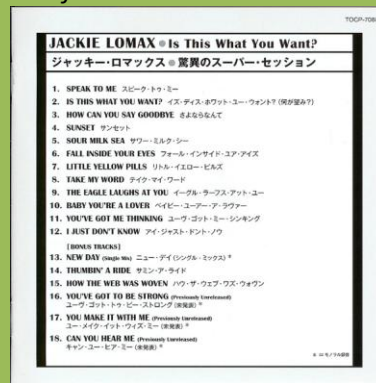 TOCP-7060
JACKIE LOMAX ● Is This What You Want?
ジャッキー・ロマックス ● 驚異のスーパー・セッション
1. SPEAK TO ME スピーク・トゥ・ミー
2. IS THIS WHAT YOU WANT? イズ・ディス・ホワット・ユー・ウォント? (何が望み?)
3. HOW CAN YOU SAY GOODBYE さよならなんて
4. SUNSET サンセット
5. SOUR MILK SEA サワー・ミルク・シー
6. FALL INSIDE YOUR EYES フォール・インサイド・ユア・アイズ
7. LITTLE YELLOW PILLS リトル・イエロー・ピルズ
8. TAKE MY WORD テイク・マイ・ワード
9. THE EAGLE LAUGHS AT YOU イーグル・ラーフス・アット・ユー
10. BABY YOU'RE A LOVER ベイビー・ユーアー・ア・ラヴァー
11. YOU'VE GOT ME THINKING ユーヴ・ゴット・ミー・シンキング
12. I JUST DON'T KNOW アイ・ジャスト・ドント・ノウ
[BONUS TRACKS]
13. NEW DAY (Single Mix) ニュー・デイ (シングル・ミックス) *
14. THUMBIN' A RIDE サミン・ア・ライド
15. HOW THE WEB WAS WOVEN ハウ・ザ・ウェブ・ワズ・ウォヴン
16. YOU'VE GOT TO BE STRONG (Previously Unreleased)
ユーヴ・ゴット・トゥ・ビー・ストロング (未発表) *
17. YOU MAKE IT WITH ME (Previously Unreleased)
ユー・メイク・イット・ウィズ・ミー (未発表) *
18. CAN YOU HEAR ME (Previously Unreleased)
キャン・ユー・ヒア・ミー (未発表) *